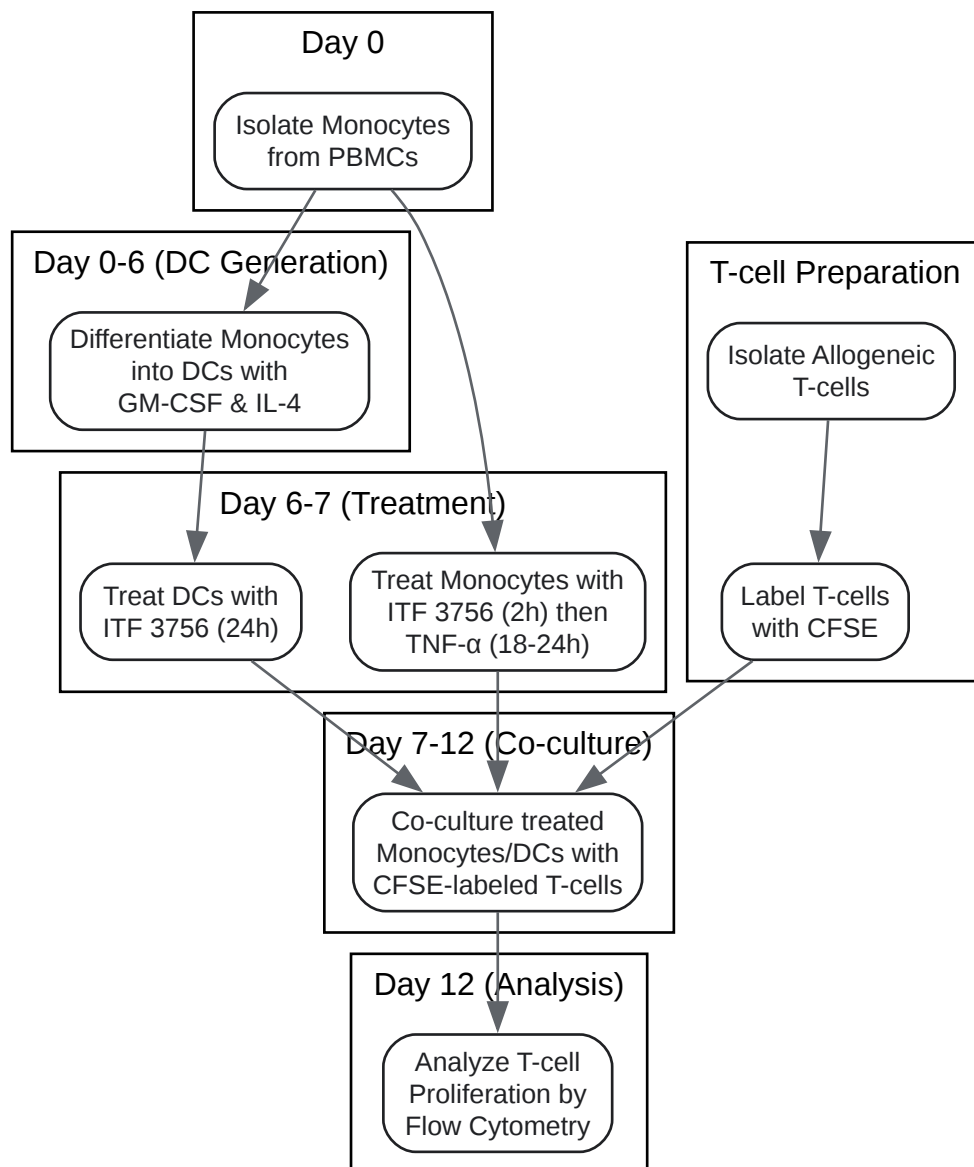 Day 0
Isolate Monocytes
from PBMCs
Day 0-6 (DC Generation)
Differentiate Monocytes
into DCs with
GM-CSF & IL-4
T-cell Preparation
Isolate Allogeneic
T-cells
Label T-cells
with CFSE
Day 6-7 (Treatment)
Treat DCs with
ITF 3756 (24h)
Treat Monocytes with
ITF 3756 (2h) then
TNF-α (18-24h)
Day 7-12 (Co-culture)
Co-culture treated
Monocytes/DCs with
CFSE-labeled T-cells
Day 12 (Analysis)
Analyze T-cell
Proliferation by
Flow Cytometry